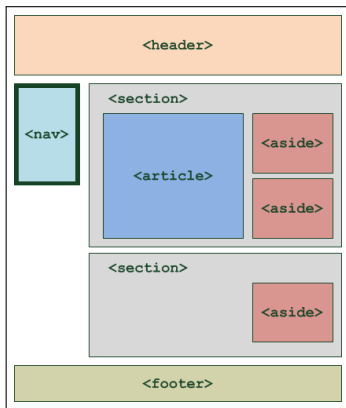 <header>
<nav>
<section>
<article>
<aside>
<aside>
<section>
<aside>
<footer>